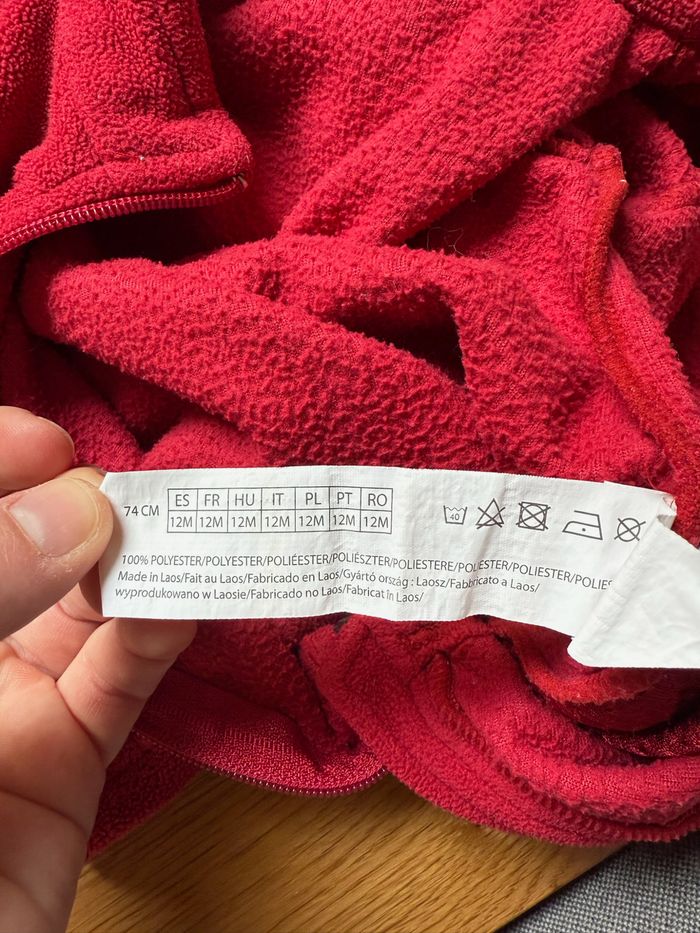 74 CM
ES FR HU IT PL PT RO
12M 12M 12M 12M 12M 12M 12M
40
100% POLYESTER/POLYESTER/POLIÉESTER/POLIÉSZTER/POLIESTERE/POLIESTER/POLIÉSTER/
Made in Laos/Fait au Laos/Fabricado en Laos/Gyártó ország : Laosz/Fabbricato a Laos/
wyprodukowano w Laosie/Fabricado no Laos/Fabricat în Laos/